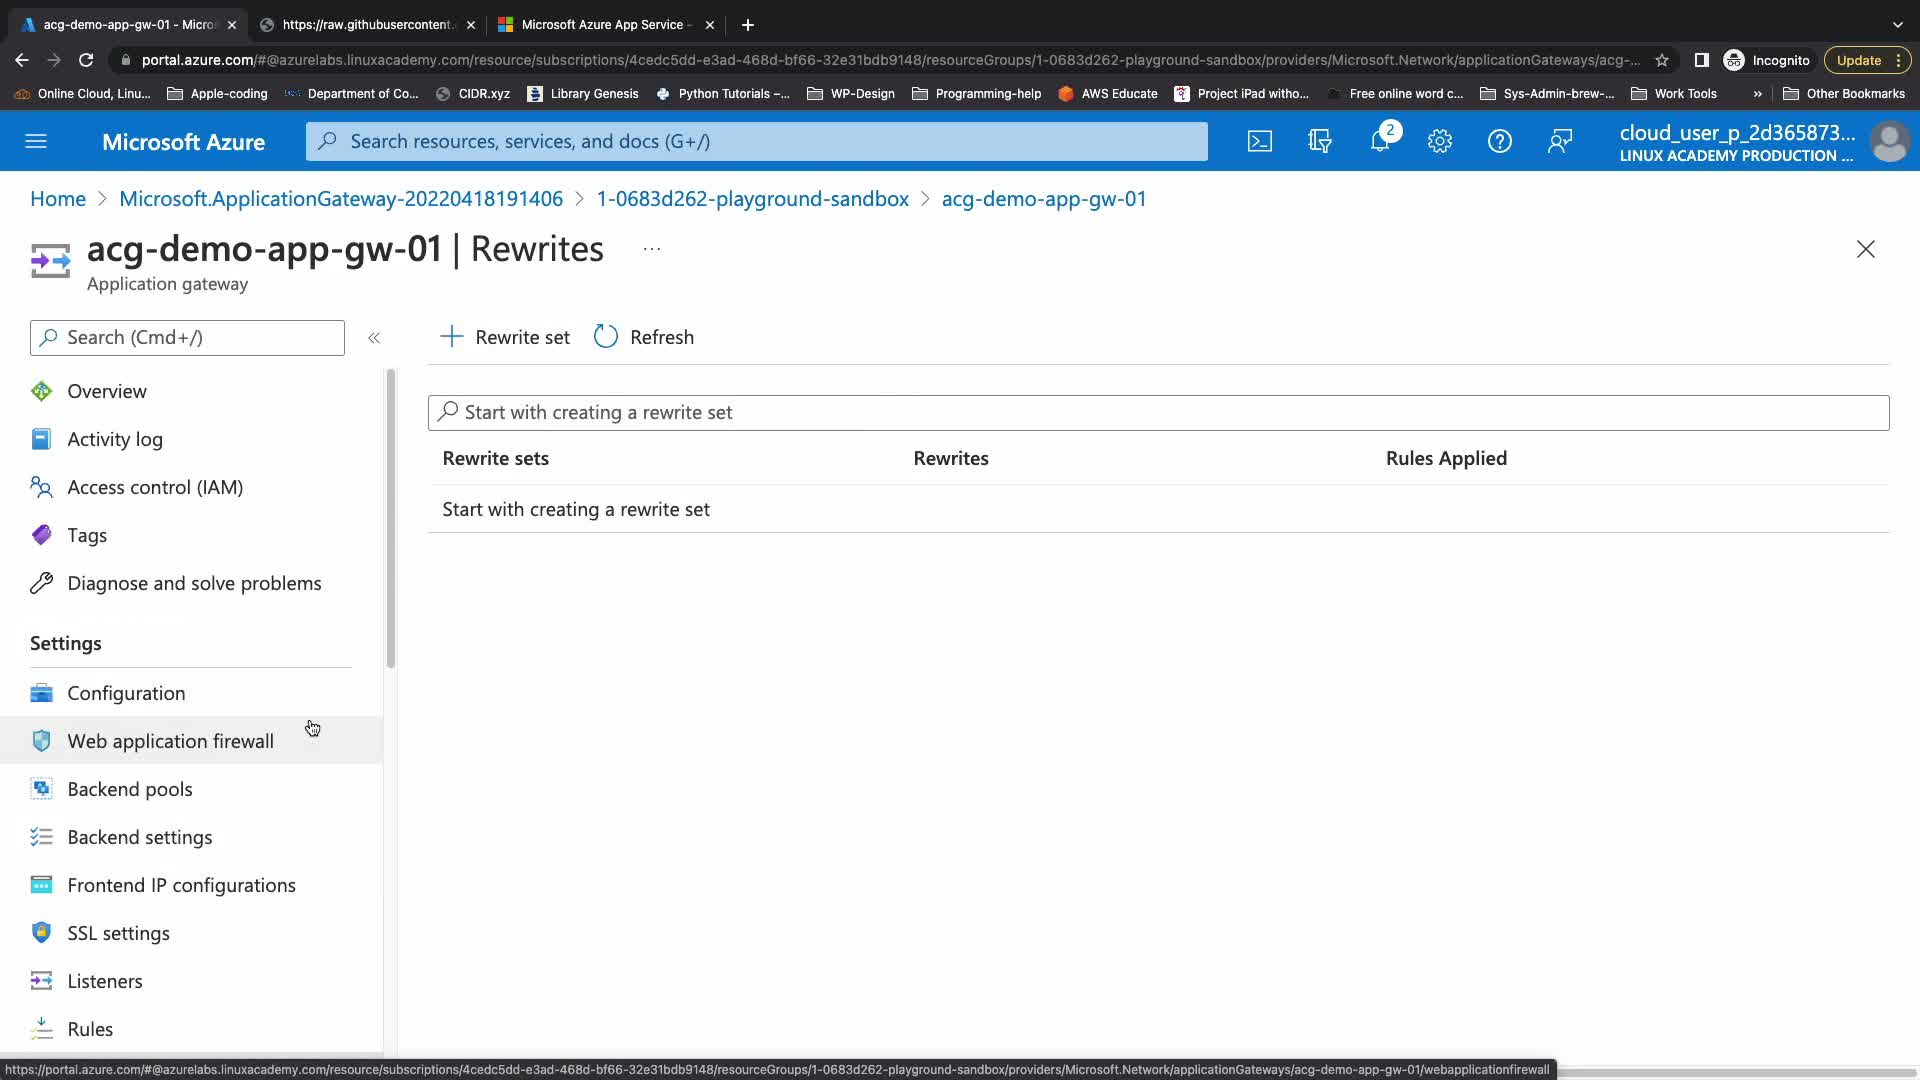 acg-demo-app-gw-01 - Micros
https://raw.githubusercontent.
Microsoft Azure App Service -
portal.azure.com/#@azurelabs.linuxacademy.com/resource/subscriptions/4cedc5dd-e3ad-468d-bf66-32e31bdb9148/resourceGroups/1-0683d262-playground-sandbox/providers/Microsoft.Network/applicationGateways/acg-...
Incognito
Update
Online Cloud, Linu...
Apple-coding
Department of Co...
CIDR.xyz
Library Genesis
Python Tutorials –...
WP-Design
Programming-help
AWS Educate
Project iPad witho...
Free online word c...
Sys-Admin-brew-...
Work Tools
»
Other Bookmarks
Microsoft Azure
Search resources, services, and docs (G+/)
2
cloud_user_p_2d365873...
LINUX ACADEMY PRODUCTION ...
Home > Microsoft.ApplicationGateway-20220418191406 > 1-0683d262-playground-sandbox > acg-demo-app-gw-01
acg-demo-app-gw-01 | Rewrites ...
Application gateway
Search (Cmd+/)
«
Rewrite set
Refresh
Overview
Activity log
Access control (IAM)
Tags
Diagnose and solve problems
Settings
Configuration
Web application firewall
Backend pools
Backend settings
Frontend IP configurations
SSL settings
Listeners
Rules
Start with creating a rewrite set
Rewrite sets Rewrites Rules Applied
Start with creating a rewrite set
https://portal.azure.com/#@azurelabs.linuxacademy.com/resource/subscriptions/4cedc5dd-e3ad-468d-bf66-32e31bdb9148/resourceGroups/1-0683d262-playground-sandbox/providers/Microsoft.Network/applicationGateways/acg-demo-app-gw-01/webapplicationfirewall